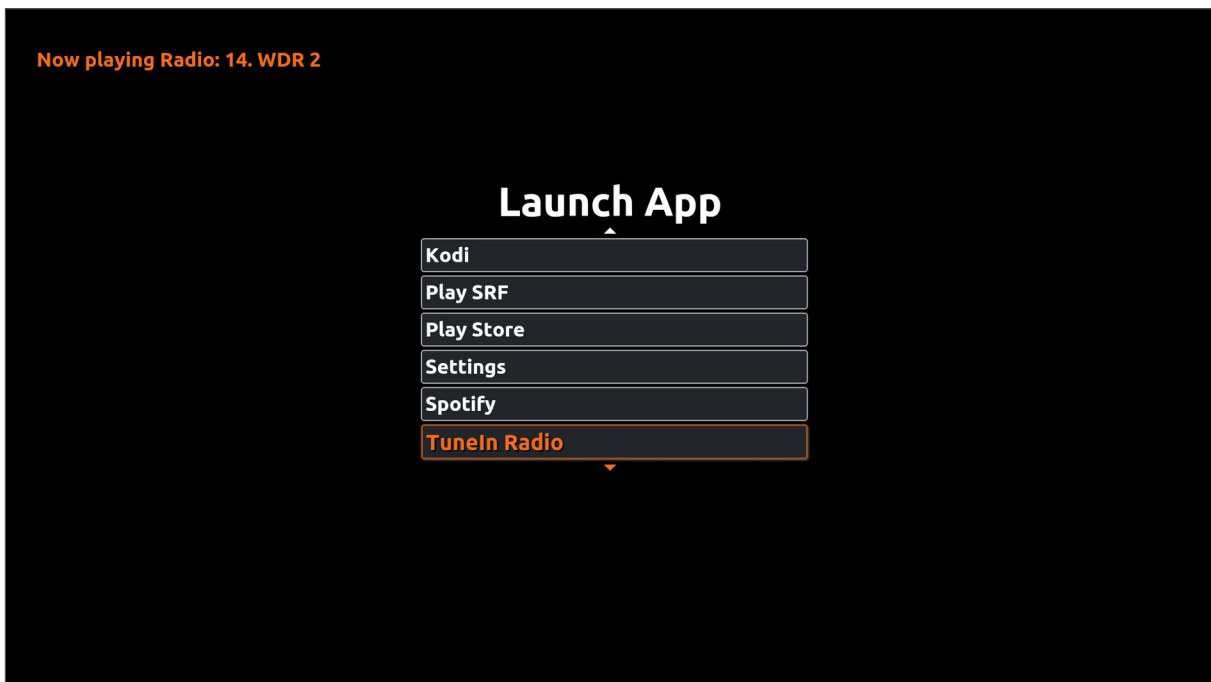 Now playing Radio: 14. WDR 2
Launch App
Kodi
Play SRF
Play Store
Settings
Spotify
TuneIn Radio